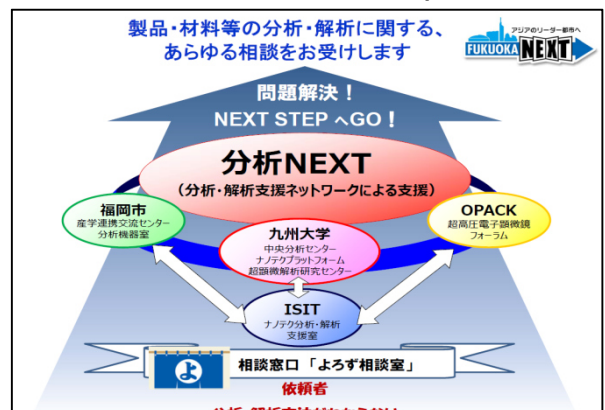 製品・材料等の分析・解析に関する、
あらゆる相談をお受けします
アジアのリーダー都市へ
FUKUOKA NEXT
問題解決！
NEXT STEP へGO！
分析NEXT
（分析・解析支援ネットワークによる支援）
福岡市
産学連携交流センター
分析機器室
九州大学
中央分析センター
ナノテクプラットフォーム
超顕微解析研究センター
OPACK
超高圧電子顕微鏡
フォーラム
ISIT
ナノテク分析・解析
支援室
よ
相談窓口「よろず相談室」
依頼者